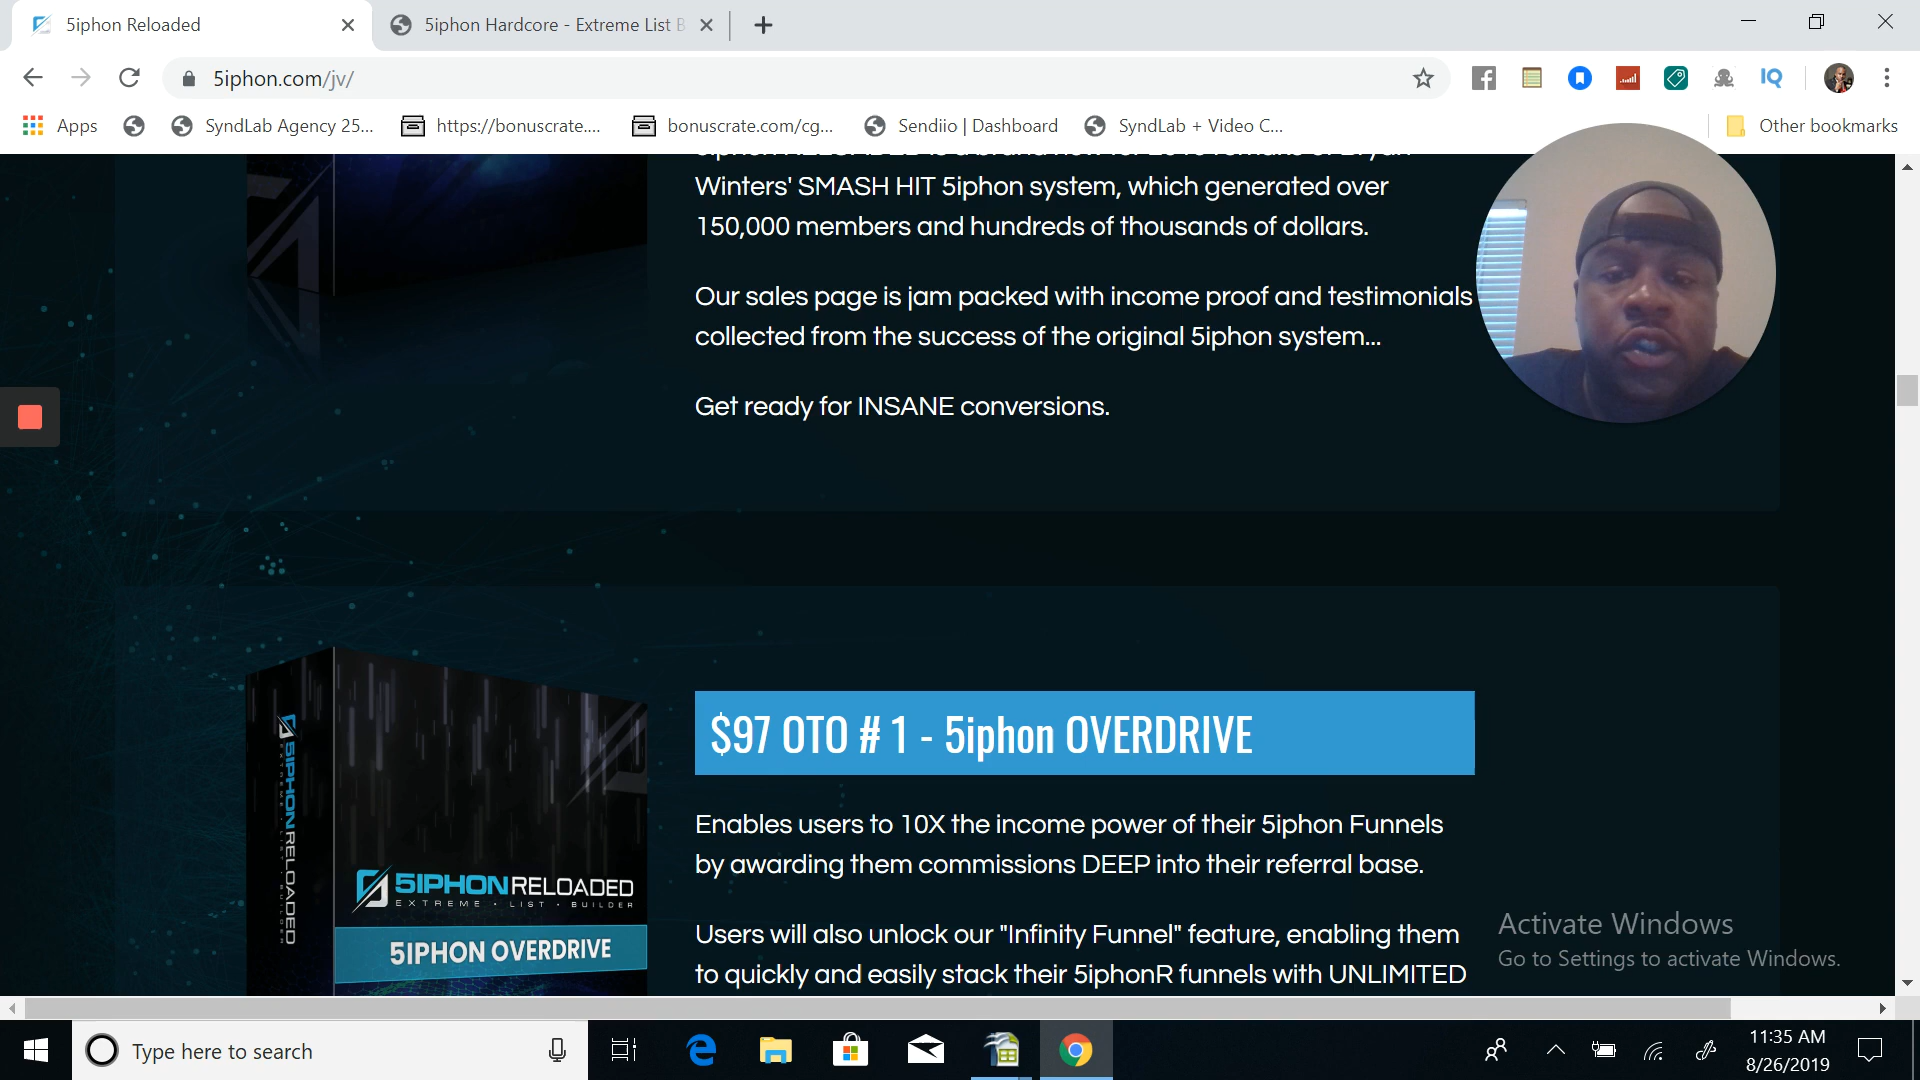 5iphon Reloaded
5iphon Hardcore - Extreme List B
5iphon.com/jv/
IQ
Apps
SyndLab Agency 25...
https://bonuscrate....
bonuscrate.com/cg...
Sendiio | Dashboard
SyndLab + Video C...
Other bookmarks
Winters' SMASH HIT 5iphon system, which generated over
150,000 members and hundreds of thousands of dollars.
Our sales page is jam packed with income proof and testimonials
collected from the success of the original 5iphon system...
Get ready for INSANE conversions.
$97 OTO # 1 - 5iphon OVERDRIVE
Enables users to 10X the income power of their 5iphon Funnels
by awarding them commissions DEEP into their referral base.
Users will also unlock our "Infinity Funnel" feature, enabling them
to quickly and easily stack their 5iphonR funnels with UNLIMITED
5IPHONRELOADED
5IPHONRELOADED
EXTREME · LIST · BUILDER
5IPHON OVERDRIVE
Activate Windows
Go to Settings to activate Windows.
Type here to search
11:35 AM
8/26/2019